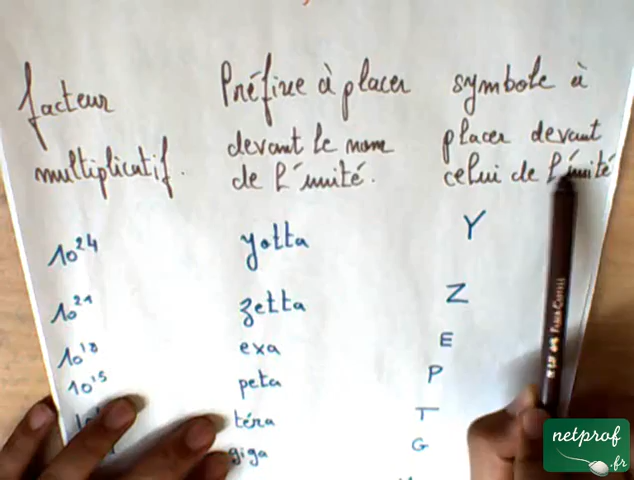 facteur
multiplicatif.
Préfixe à placer
devant le nom
de l'unité.
symbole à
placer devant
celui de l'unité
10²⁴ yotta Y
10²¹ zetta Z
10¹⁸ exa E
10¹⁵ peta P
téra T
giga G
netprof
.fr